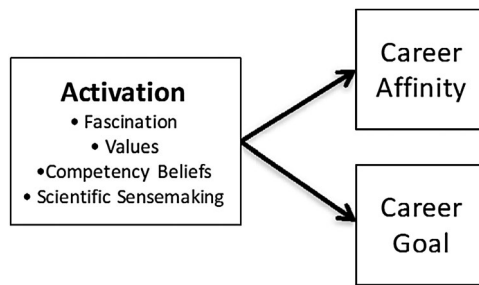 Activation
• Fascination
• Values
•Competency Beliefs
• Scientific Sensemaking
Career
Affinity
Career
Goal